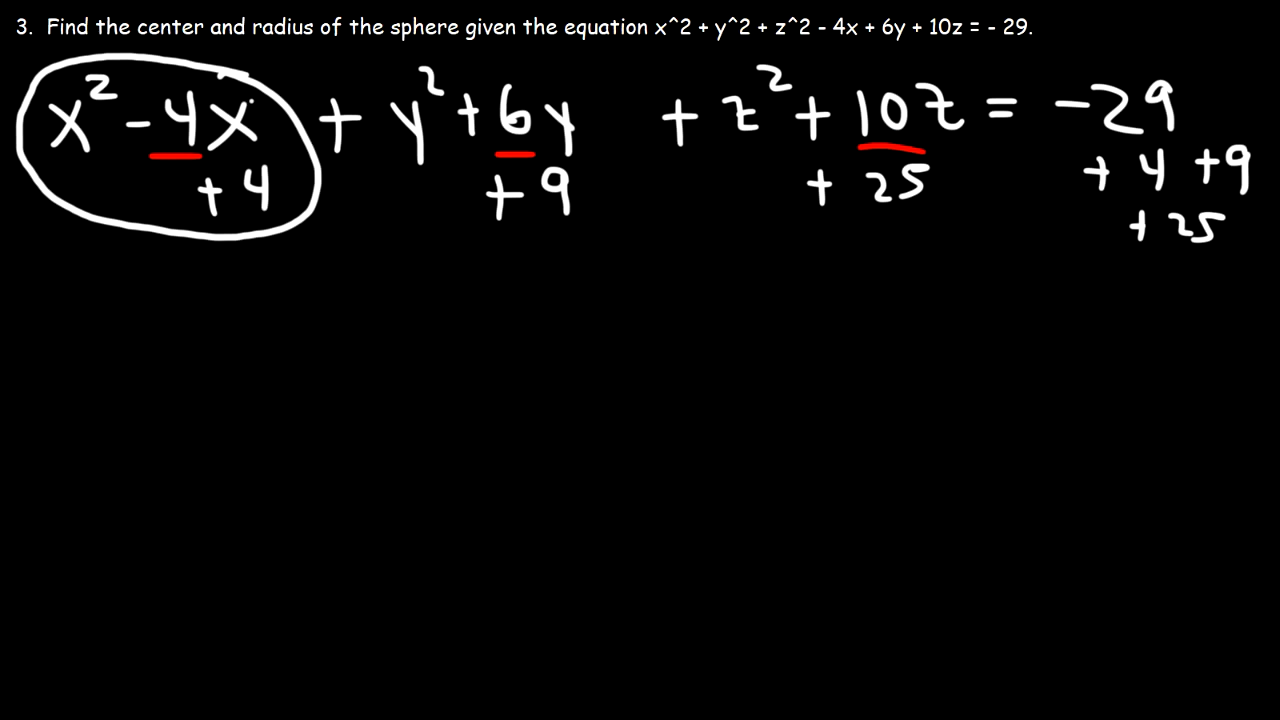 3. Find the center and radius of the sphere given the equation x^2 + y^2 + z^2 - 4x + 6y + 10z = - 29.
x² - 4x + y² + 6y + z² + 10z = -29
+ 4 + 9 + 25 + 4 + 9
+ 25